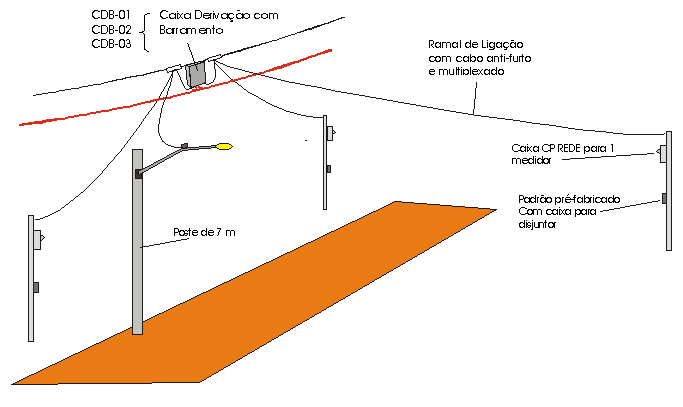 CDB-01
CDB-02
CDB-03
Caixa Derivação com
Barramento
Ramal de Ligação
com cabo anti-furto
e multiplexado
Caixa CP REDE para 1
medidor
Padrão pré-fabricado
Com caixa para
disjuntor
Poste de 7 m